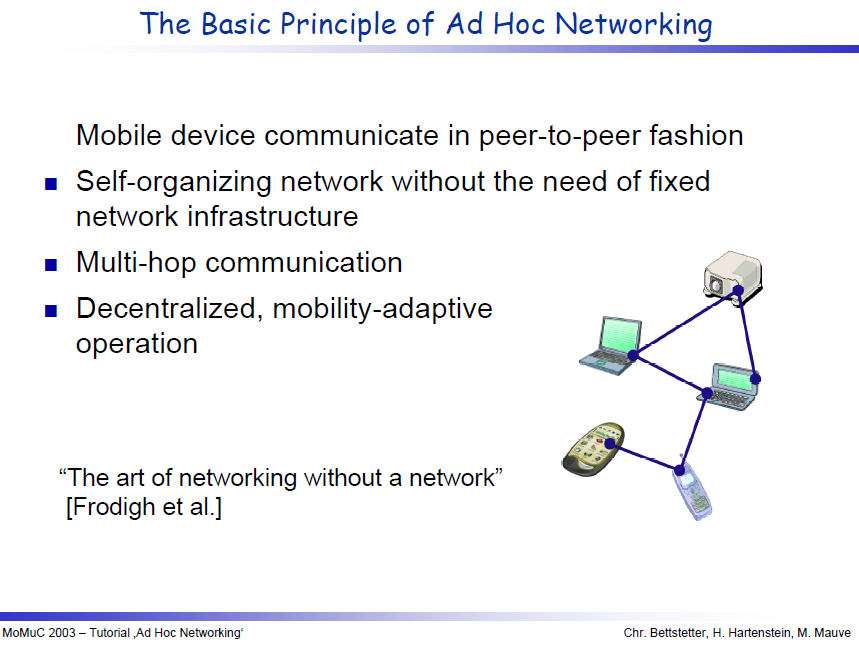 The Basic Principle of Ad Hoc Networking
Mobile device communicate in peer-to-peer fashion
Self-organizing network without the need of fixed
network infrastructure
Multi-hop communication
Decentralized, mobility-adaptive
operation
“The art of networking without a network”
[Frodigh et al.]
MoMuC 2003 – Tutorial ‚Ad Hoc Networking‘
Chr. Bettstetter, H. Hartenstein, M. Mauve